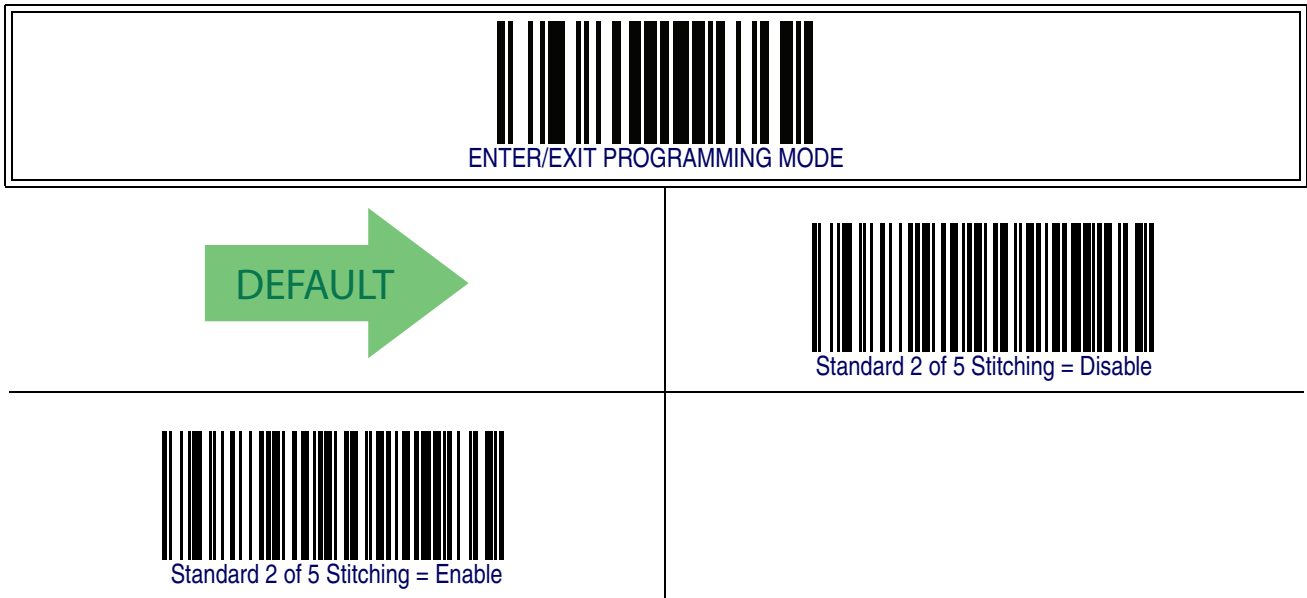 ENTER/EXIT PROGRAMMING MODE
DEFAULT
Standard 2 of 5 Stitching = Disable
Standard 2 of 5 Stitching = Enable